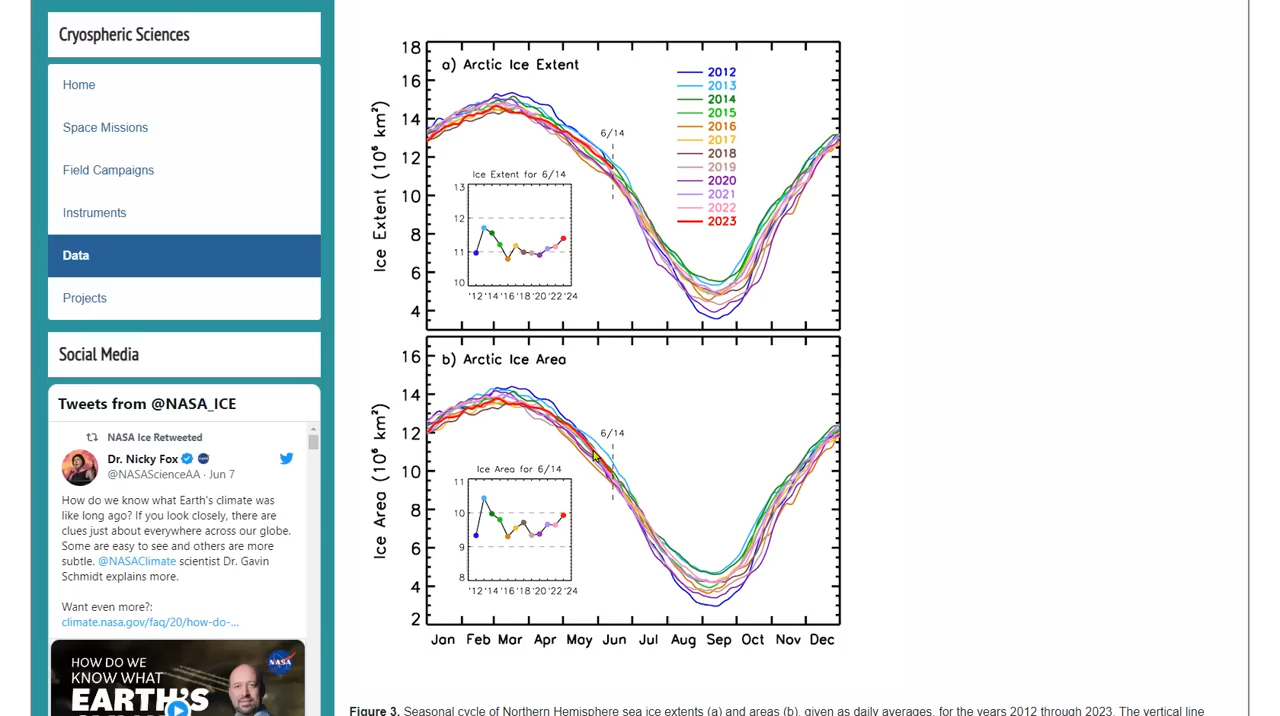 Cryospheric Sciences
Home
Space Missions
Field Campaigns
Instruments
Data
Projects
Social Media
Tweets from @NASA_ICE
NASA Ice Retweeted
Dr. Nicky Fox
@NASAScienceAA · Jun 7
How do we know what Earth's climate was
like long ago? If you look closely, there are
clues just about everywhere across our globe.
Some are easy to see and others are more
subtle. @NASAClimate scientist Dr. Gavin
Schmidt explains more.
Want even more?:
climate.nasa.gov/faq/20/how-do-...
HOW DO WE
KNOW WHAT
EARTH'S
NASA
a) Arctic Ice Extent
Ice Extent (10⁶ km²)
18
16
14
12
10
8
6
4
2012
2013
2014
2015
2016
2017
2018
2019
2020
2021
2022
2023
6/14
Ice Extent for 6/14
13
12
11
10
'12 '14 '16 '18 '20 '22 '24
b) Arctic Ice Area
Ice Area (10⁶ km²)
16
14
12
10
8
6
4
2
6/14
Ice Area for 6/14
11
10
9
8
'12 '14 '16 '18 '20 '22 '24
Jan Feb Mar Apr May Jun Jul Aug Sep Oct Nov Dec
Figure 3. Seasonal cycle of Northern Hemisphere sea ice extents (a) and areas (b), given as daily averages, for the years 2012 through 2023. The vertical line